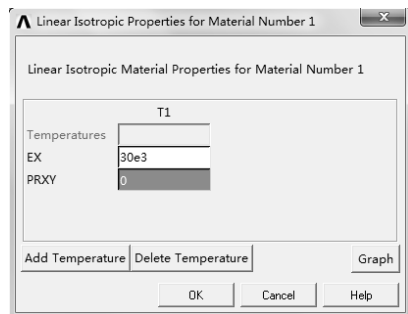 Linear Isotropic Properties for Material Number 1
Linear Isotropic Material Properties for Material Number 1
T1
Temperatures
EX 30e3
PRXY 0
Add Temperature Delete Temperature Graph
OK Cancel Help